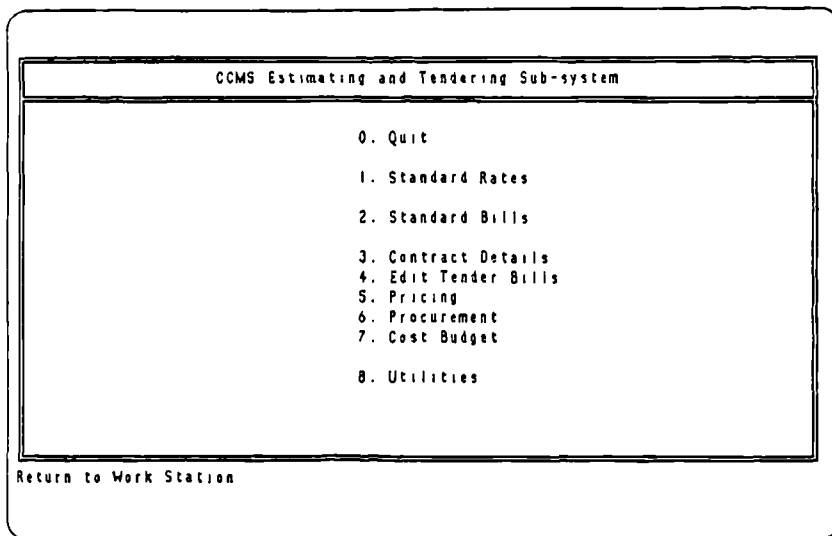 CCMS Estimating and Tendering Sub-system
0. Quit
1. Standard Rates
2. Standard Bills
3. Contract Details
4. Edit Tender Bills
5. Pricing
6. Procurement
7. Cost Budget
8. Utilities
Return to Work Station